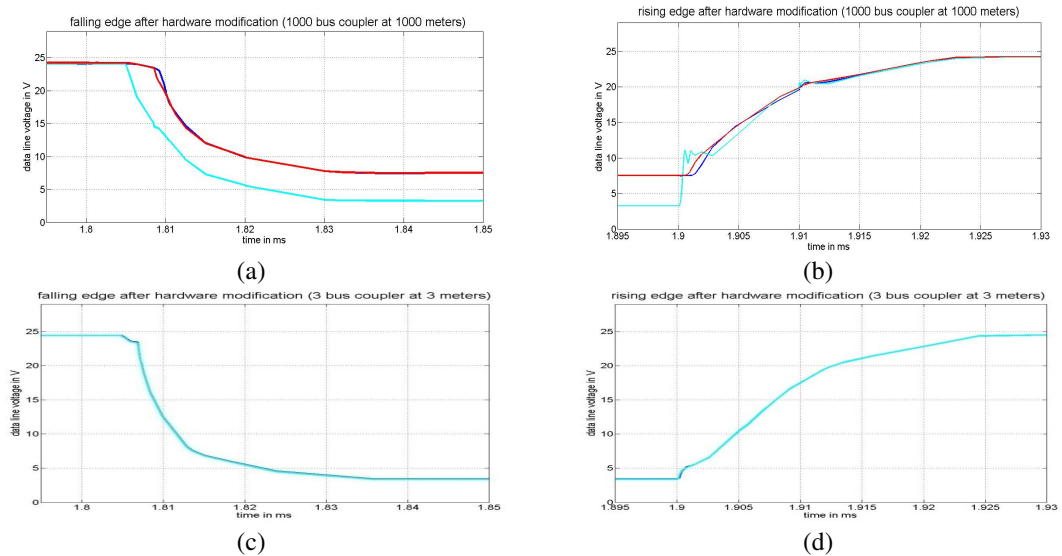 falling edge after hardware modification (1000 bus coupler at 1000 meters)
data line voltage in V
25
20
15
10
5
0
1.8 1.81 1.82 1.83 1.84 1.85
time in ms
(a)
rising edge after hardware modification (1000 bus coupler at 1000 meters)
data line voltage in V
25
20
15
10
5
0
1.895 1.9 1.905 1.91 1.915 1.92 1.925 1.93
time in ms
(b)
falling edge after hardware modification (3 bus coupler at 3 meters)
data line voltage in V
25
20
15
10
5
0
1.8 1.81 1.82 1.83 1.84 1.85
time in ms
(c)
rising edge after hardware modification (3 bus coupler at 3 meters)
data line voltage in V
25
20
15
10
5
0
1.895 1.9 1.905 1.91 1.915 1.92 1.925 1.93
time in ms
(d)